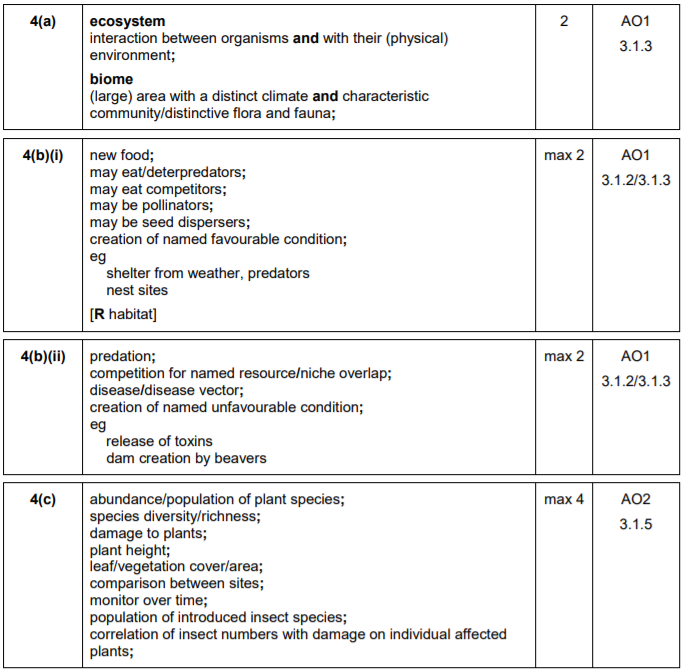 4(a) ecosystem 2 AO1
interaction between organisms and with their (physical)
environment; 3.1.3
biome
(large) area with a distinct climate and characteristic
community/distinctive flora and fauna;
4(b)(i) new food; max 2 AO1
may eat/deterpredators;
may eat competitors; 3.1.2/3.1.3
may be pollinators;
may be seed dispersers;
creation of named favourable condition;
eg
shelter from weather, predators
nest sites
[R habitat]
4(b)(ii) predation; max 2 AO1
competition for named resource/niche overlap;
disease/disease vector; 3.1.2/3.1.3
creation of named unfavourable condition;
eg
release of toxins
dam creation by beavers
4(c) abundance/population of plant species; max 4 AO2
species diversity/richness;
damage to plants; 3.1.5
plant height;
leaf/vegetation cover/area;
comparison between sites;
monitor over time;
population of introduced insect species;
correlation of insect numbers with damage on individual affected
plants;